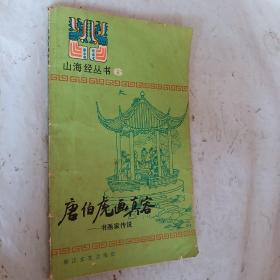 山海经丛书 6
唐伯虎画真容
——书画家传说
浙江文艺出版社